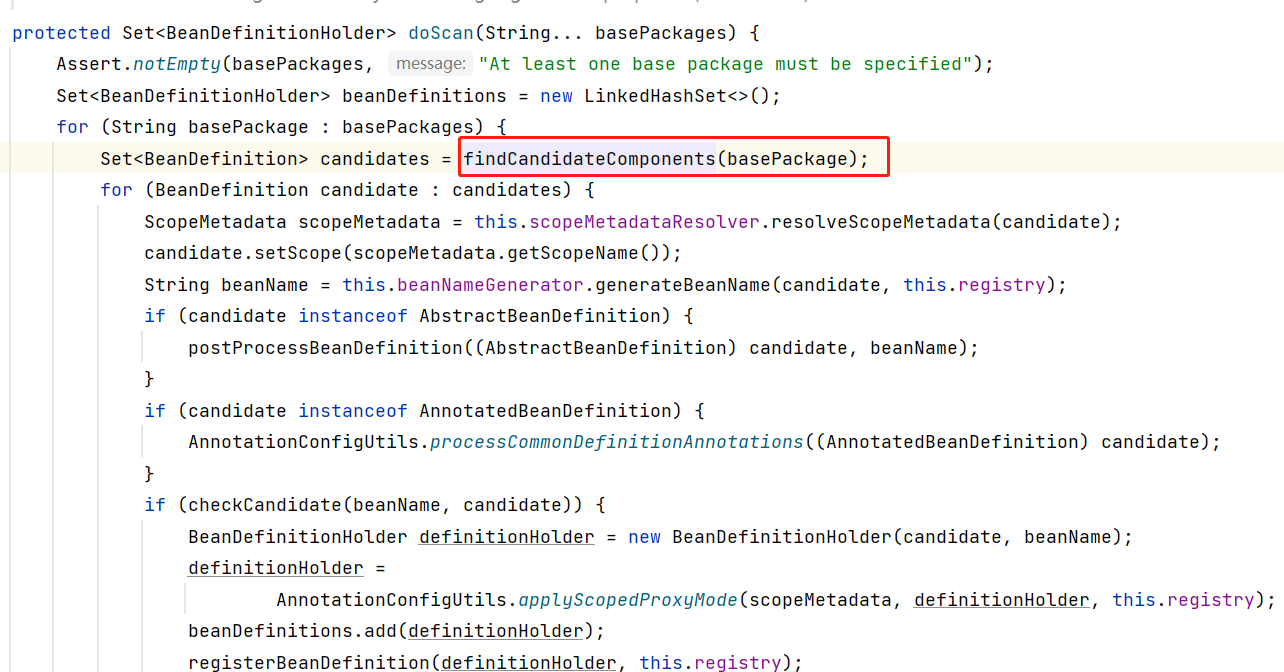 protected Set<BeanDefinitionHolder> doScan(String... basePackages) {
Assert.notEmpty(basePackages, message: "At least one base package must be specified");
Set<BeanDefinitionHolder> beanDefinitions = new LinkedHashSet<>();
for (String basePackage : basePackages) {
Set<BeanDefinition> candidates = findCandidateComponents(basePackage);
for (BeanDefinition candidate : candidates) {
ScopeMetadata scopeMetadata = this.scopeMetadataResolver.resolveScopeMetadata(candidate);
candidate.setScope(scopeMetadata.getScopeName());
String beanName = this.beanNameGenerator.generateBeanName(candidate, this.registry);
if (candidate instanceof AbstractBeanDefinition) {
postProcessBeanDefinition((AbstractBeanDefinition) candidate, beanName);
}
if (candidate instanceof AnnotatedBeanDefinition) {
AnnotationConfigUtils.processCommonDefinitionAnnotations((AnnotatedBeanDefinition) candidate);
}
if (checkCandidate(beanName, candidate)) {
BeanDefinitionHolder definitionHolder = new BeanDefinitionHolder(candidate, beanName);
definitionHolder =
AnnotationConfigUtils.applyScopedProxyMode(scopeMetadata, definitionHolder, this.registry);
beanDefinitions.add(definitionHolder);
registerBeanDefinition(definitionHolder, this.registry);